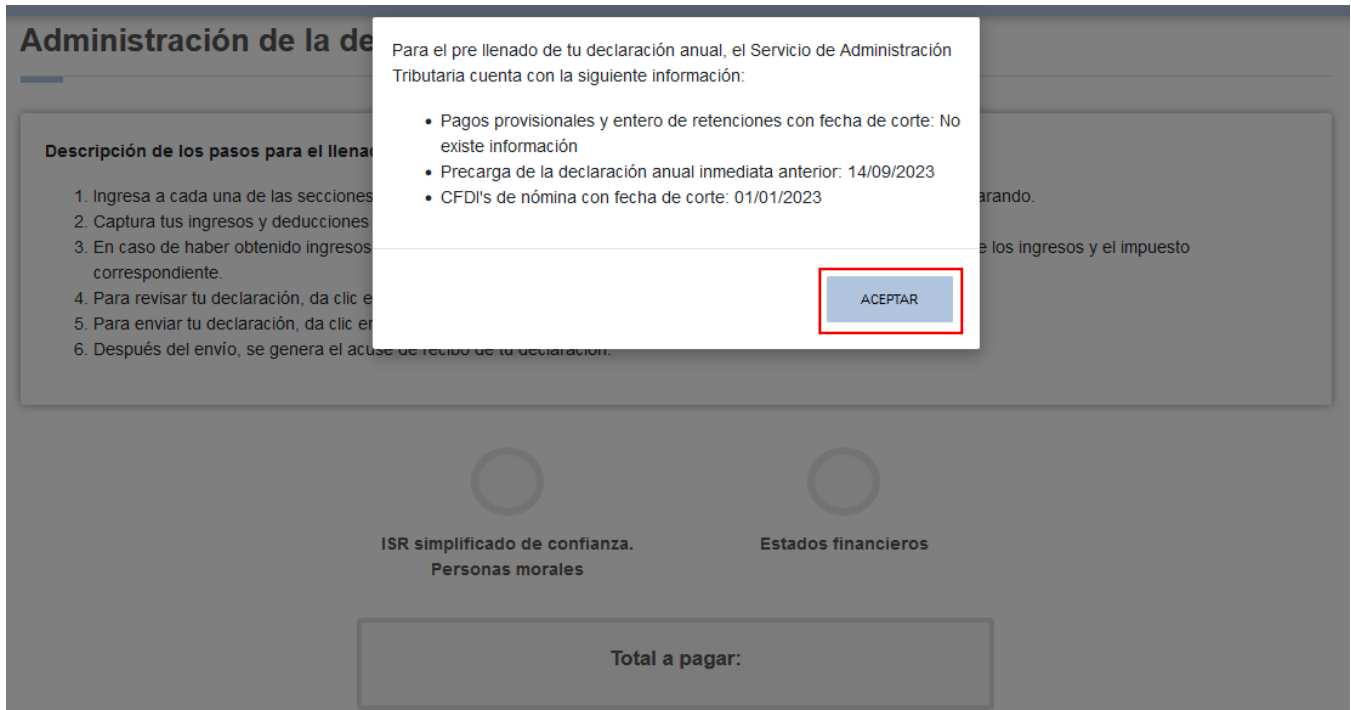 Administración de la de
Para el pre llenado de tu declaración anual, el Servicio de Administración
Tributaria cuenta con la siguiente información:
• Pagos provisionales y entero de retenciones con fecha de corte: No
existe información
• Precarga de la declaración anual inmediata anterior: 14/09/2023
• CFDI's de nómina con fecha de corte: 01/01/2023
ACEPTAR
Descripción de los pasos para el llena
1. Ingresa a cada una de las secciones arando.
2. Captura tus ingresos y deducciones
3. En caso de haber obtenido ingresos e los ingresos y el impuesto
correspondiente.
4. Para revisar tu declaración, da clic e
5. Para enviar tu declaración, da clic en
6. Después del envío, se genera el acuse de recibo de tu declaración.
ISR simplificado de confianza.
Personas morales
Estados financieros
Total a pagar: